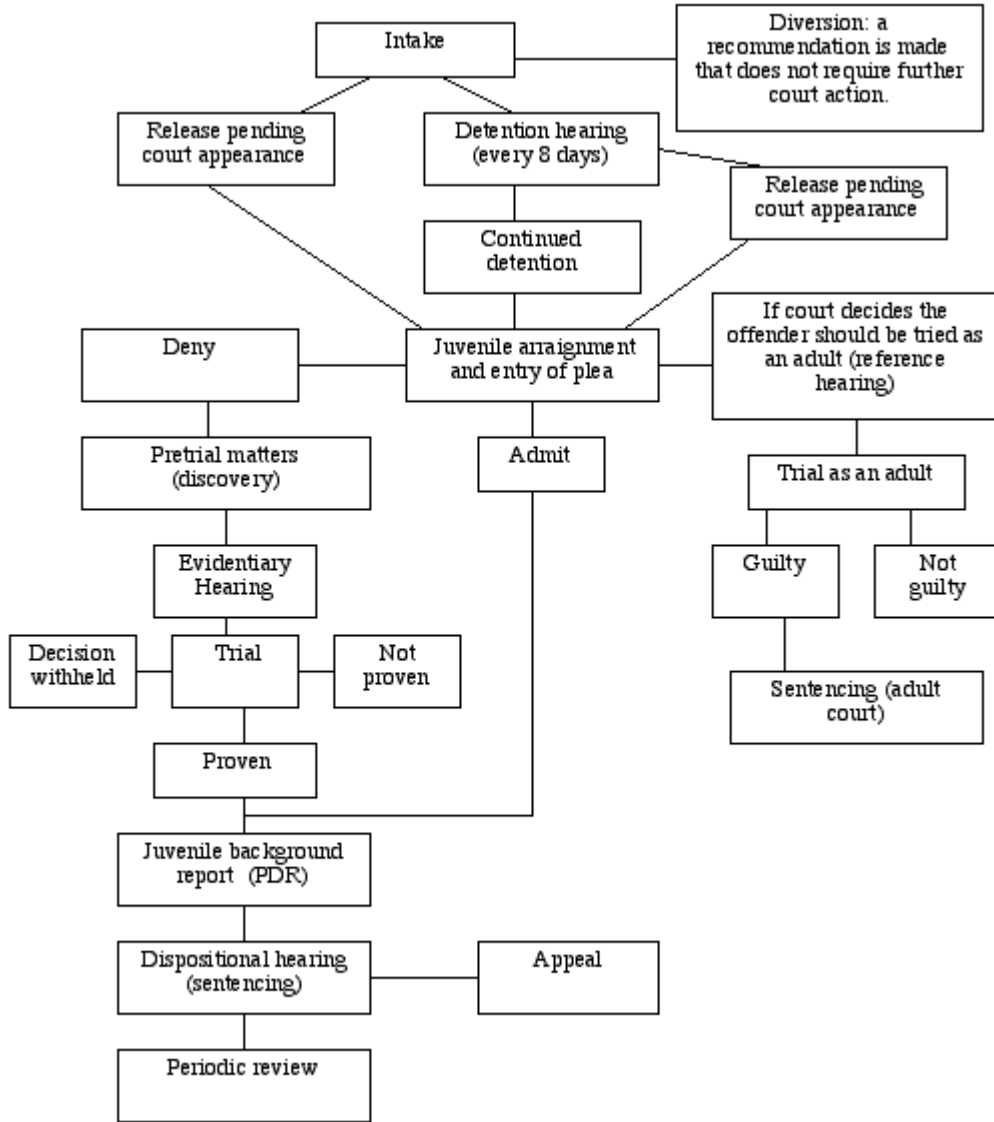 Intake
Diversion: a
recommendation is made
that does not require further
court action.
Release pending
court appearance
Detention hearing
(every 8 days)
Release pending
court appearance
Continued
detention
Deny
Juvenile arraignment
and entry of plea
If court decides the
offender should be tried as
an adult (reference
hearing)
Pretrial matters
(discovery)
Admit
Trial as an adult
Evidentiary
Hearing
Guilty
Not
guilty
Decision
withheld
Trial
Not
proven
Sentencing (adult
court)
Proven
Juvenile background
report (PDR)
Dispositional hearing
(sentencing)
Appeal
Periodic review